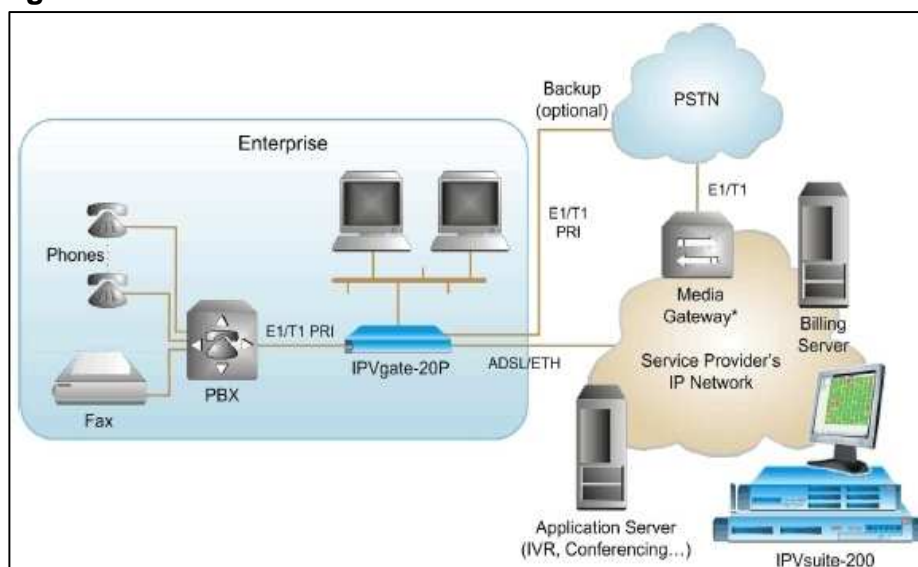 Enterprise
Phones
Fax
PBX
E1/T1 PRI
IPVgate-20P
ADSL/ETH
Backup
(optional)
E1/T1
PRI
PSTN
E1/T1
Media
Gateway*
Billing
Server
Service Provider's
IP Network
Application Server
(IVR, Conferencing...)
IPVsuite-200